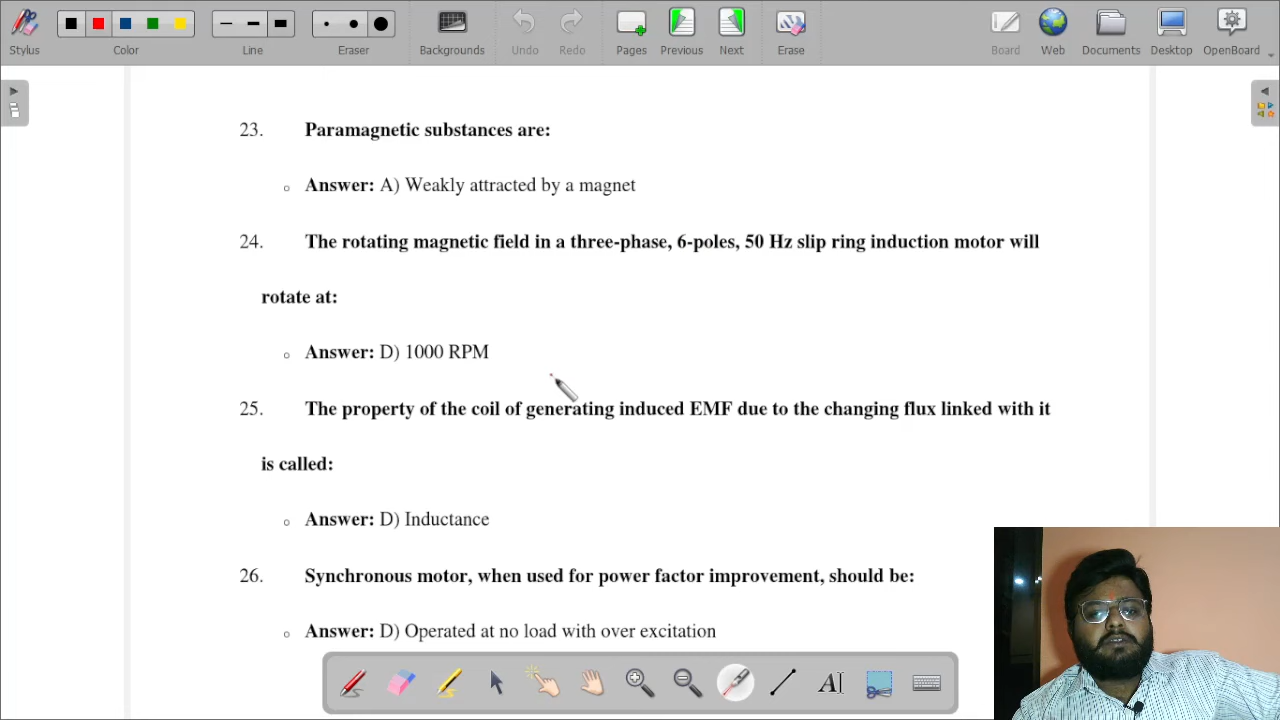 Stylus
Color
Line
Eraser
Backgrounds
Undo
Redo
Pages
Previous
Next
Erase
Board
Web
Documents
Desktop
OpenBoard
23. Paramagnetic substances are:
Answer: A) Weakly attracted by a magnet
24. The rotating magnetic field in a three-phase, 6-poles, 50 Hz slip ring induction motor will
rotate at:
Answer: D) 1000 RPM
25. The property of the coil of generating induced EMF due to the changing flux linked with it
is called:
Answer: D) Inductance
26. Synchronous motor, when used for power factor improvement, should be:
Answer: D) Operated at no load with over excitation